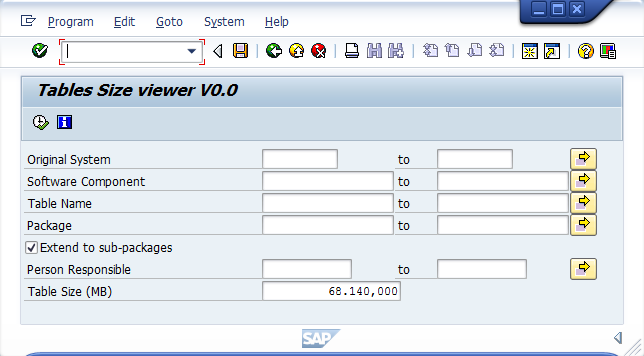 Program Edit Goto System Help
Tables Size viewer V0.0
Original System to
Software Component to
Table Name to
Package to
Extend to sub-packages
Person Responsible to
Table Size (MB) 68.140,000
SAP